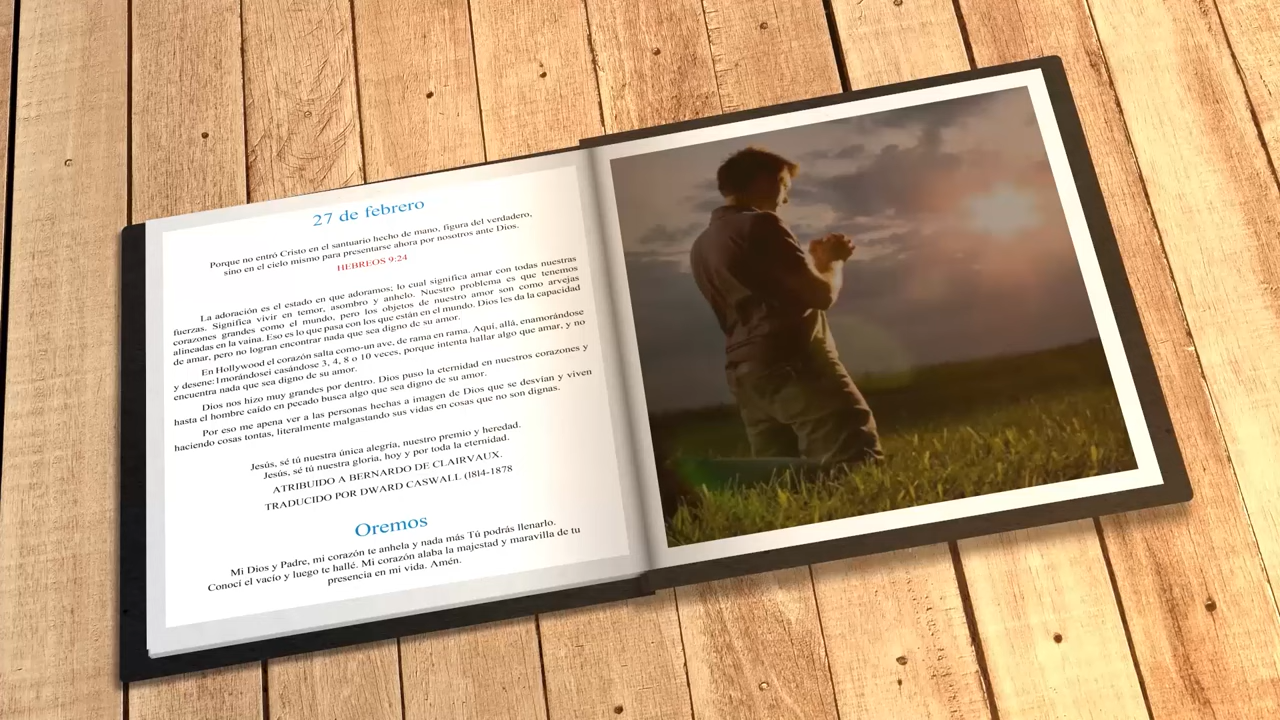 27 de febrero
Porque no entró Cristo en el santuario hecho de mano, figura del verdadero,
sino en el cielo mismo para presentarse ahora por nosotros ante Dios.
HEBREOS 9:24
La adoración es el estado en que adoramos; lo cual significa amar con todas nuestras
fuerzas. Significa vivir en temor, asombro y anhelo. Nuestro problema es que tenemos
corazones grandes como el mundo, pero los objetos de nuestro amor son como arvejas
alineadas en la vaina. Eso es lo que pasa con los que están en el mundo. Dios les da la capacidad
de amar, pero no logran encontrar nada que sea digno de su amor.
En Hollywood el corazón salta como-un ave, de rama en rama. Aquí, allá, enamorándose
y desene:1morándosei casándose 3, 4, 8 o 10 veces, porque intenta hallar algo que amar, y no
encuentra nada que sea digno de su amor.
Dios nos hizo muy grandes por dentro. Dios puso la eternidad en nuestros corazones y
hasta el hombre caído en pecado busca algo que sea digno de su amor.
Por eso me apena ver a las personas hechas a imagen de Dios que se desvían y viven
haciendo cosas tontas, literalmente malgastando sus vidas en cosas que no son dignas.
Jesús, sé tú nuestra única alegría, nuestro premio y heredad.
Jesús, sé tú nuestra gloria, hoy y por toda la eternidad.
ATRIBUIDO A BERNARDO DE CLAIRVAUX.
TRADUCIDO POR DWARD CASWALL (18l4-1878
Oremos
Mi Dios y Padre, mi corazón te anhela y nada más Tú podrás llenarlo.
Conocí el vacío y luego te hallé. Mi corazón alaba la majestad y maravilla de tu
presencia en mi vida. Amén.